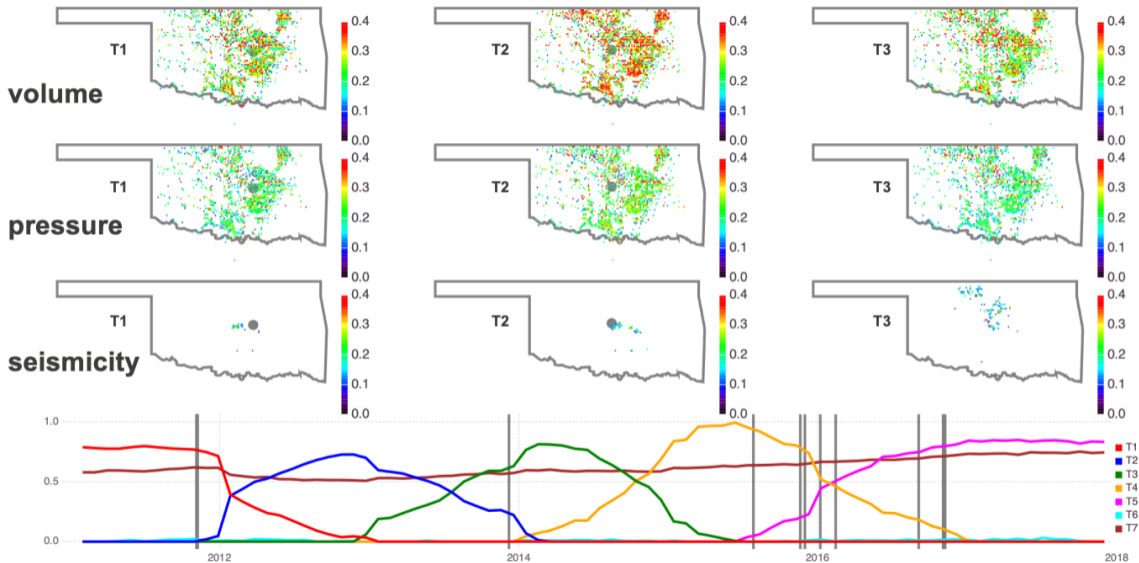 0.4 0.4 0.4
T1 0.3 T2 0.3 T3 0.3
0.2 0.2 0.2
volume 0.1 0.1 0.1
0.0 0.0 0.0
0.4 0.4 0.4
T1 0.3 T2 0.3 T3 0.3
0.2 0.2 0.2
pressure 0.1 0.1 0.1
0.0 0.0 0.0
0.4 0.4 0.4
T1 0.3 T2 0.3 T3 0.3
0.2 0.2 0.2
seismicity 0.1 0.1 0.1
0.0 0.0 0.0
1.0
0.5
0.0
T1
T2
T3
T4
T5
T6
T7
2012 2014 2016 2018